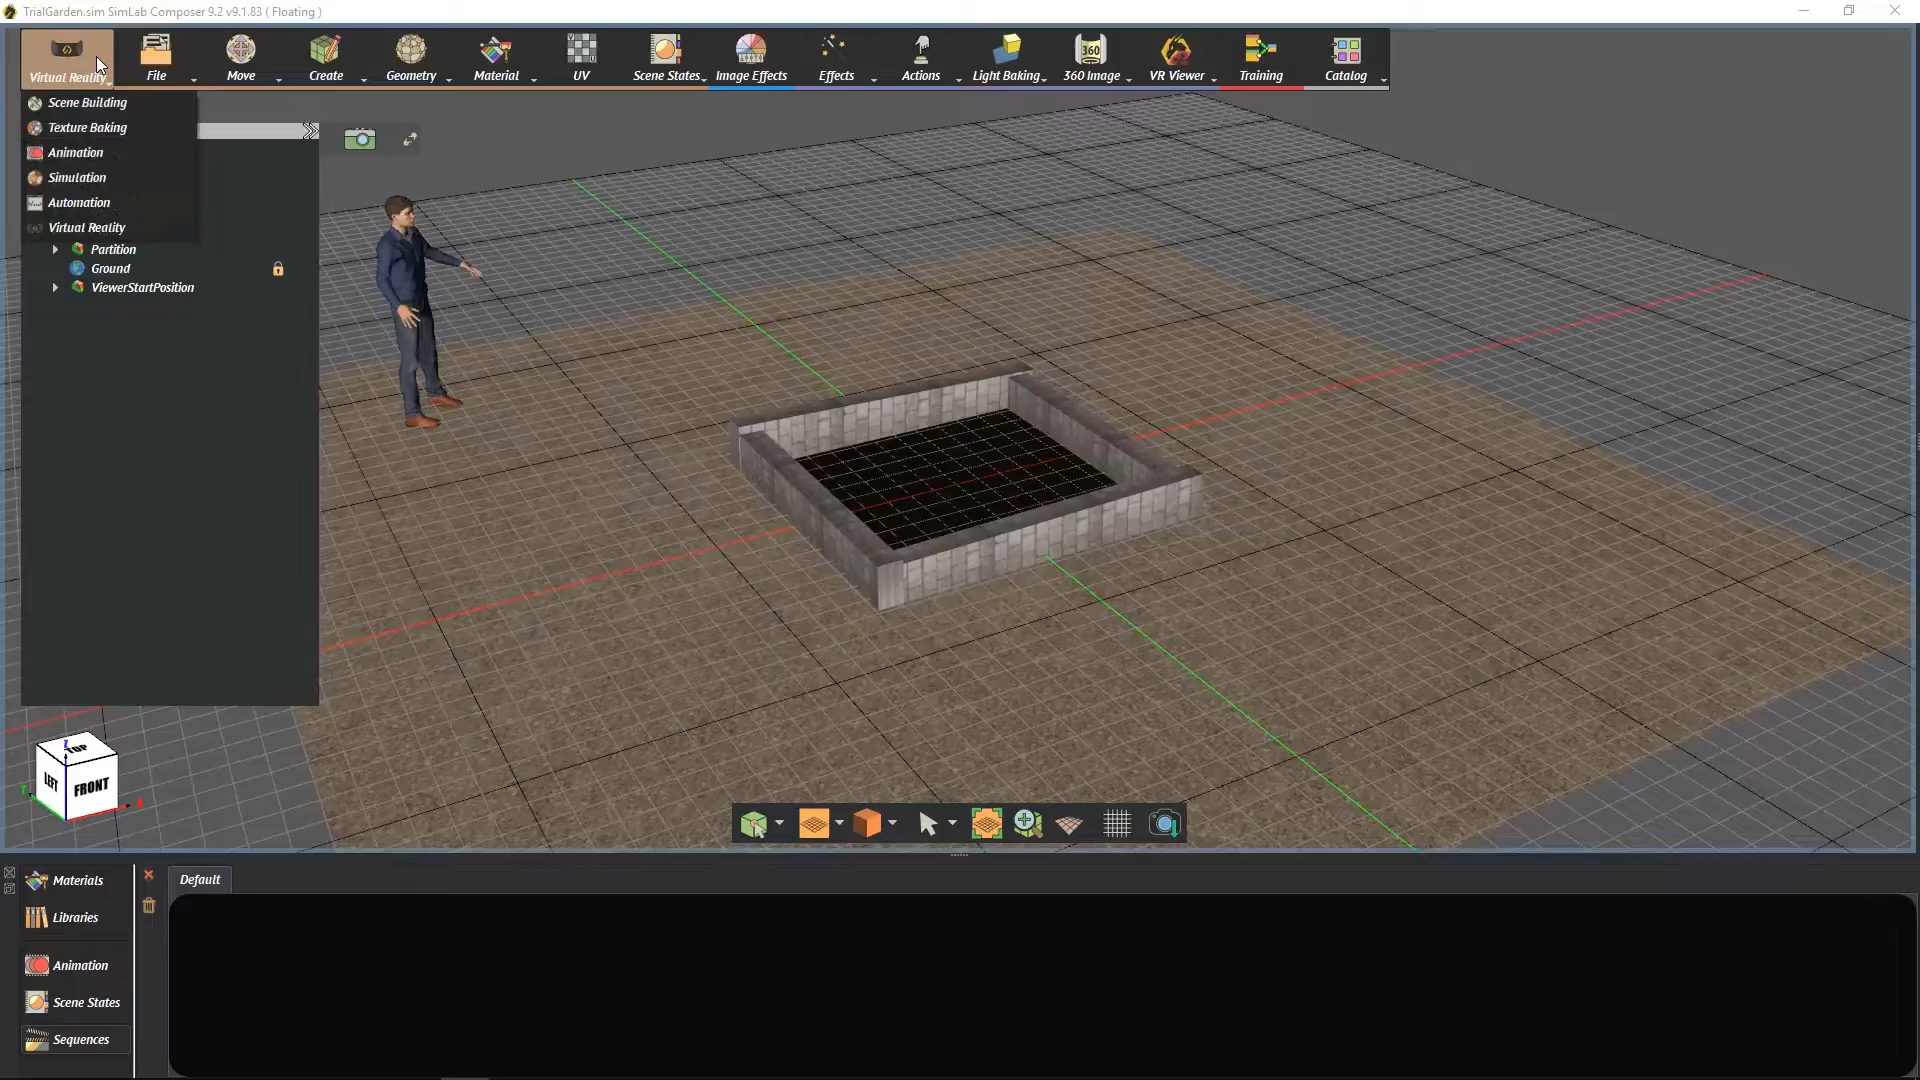 TrialGarden.sim SimLab Composer 9.2 v9.1.83 ( Floating )
Virtual Reality File Move Create Geometry Material UV Scene States Image Effects Effects Actions Light Baking 360 Image VR Viewer Training Catalog
360
Scene Building
Texture Baking
Animation
Simulation
Automation
Virtual Reality
Partition
Ground
ViewerStartPosition
TOP
LEFT
FRONT
Materials
Default
Libraries
Animation
Scene States
Sequences